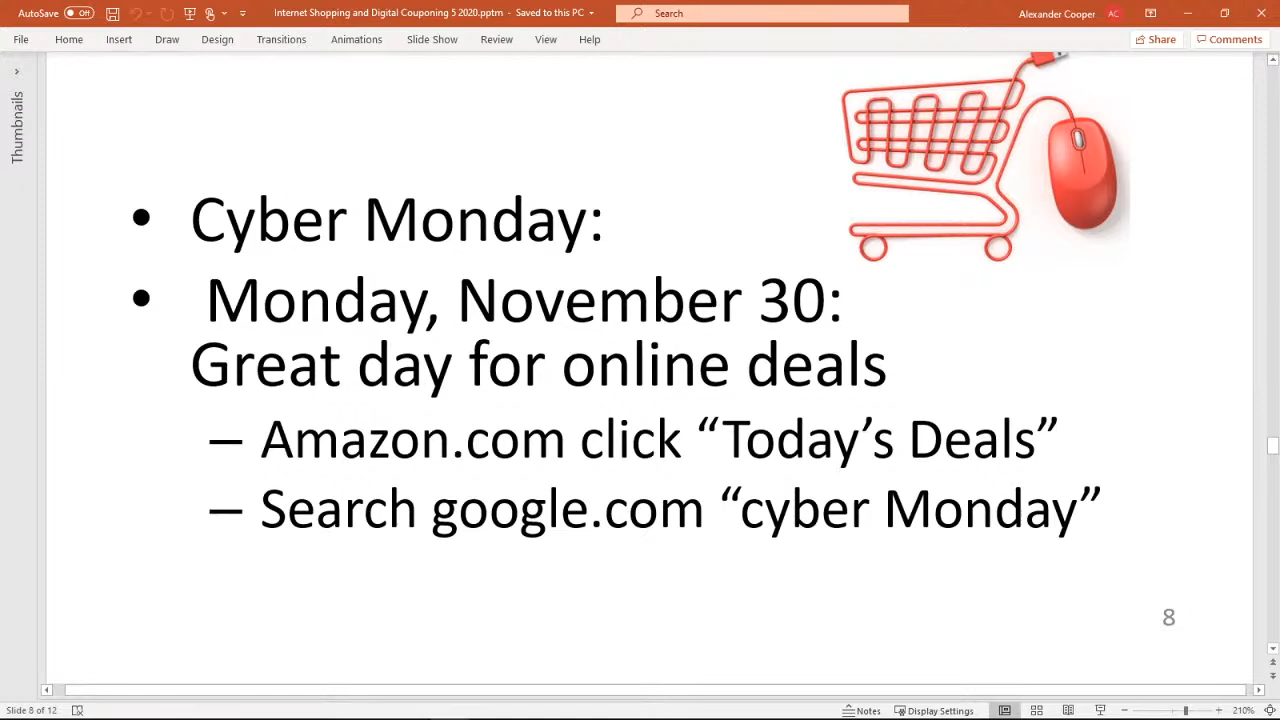 AutoSave Off Internet Shopping and Digital Couponing 5 2020.pptm - Saved to this PC Search Alexander Cooper AC
File Home Insert Draw Design Transitions Animations Slide Show Review View Help Share Comments
Thumbnails
• Cyber Monday:
• Monday, November 30:
Great day for online deals
– Amazon.com click “Today’s Deals”
– Search google.com “cyber Monday”
8
Slide 8 of 12 Notes Display Settings 210%